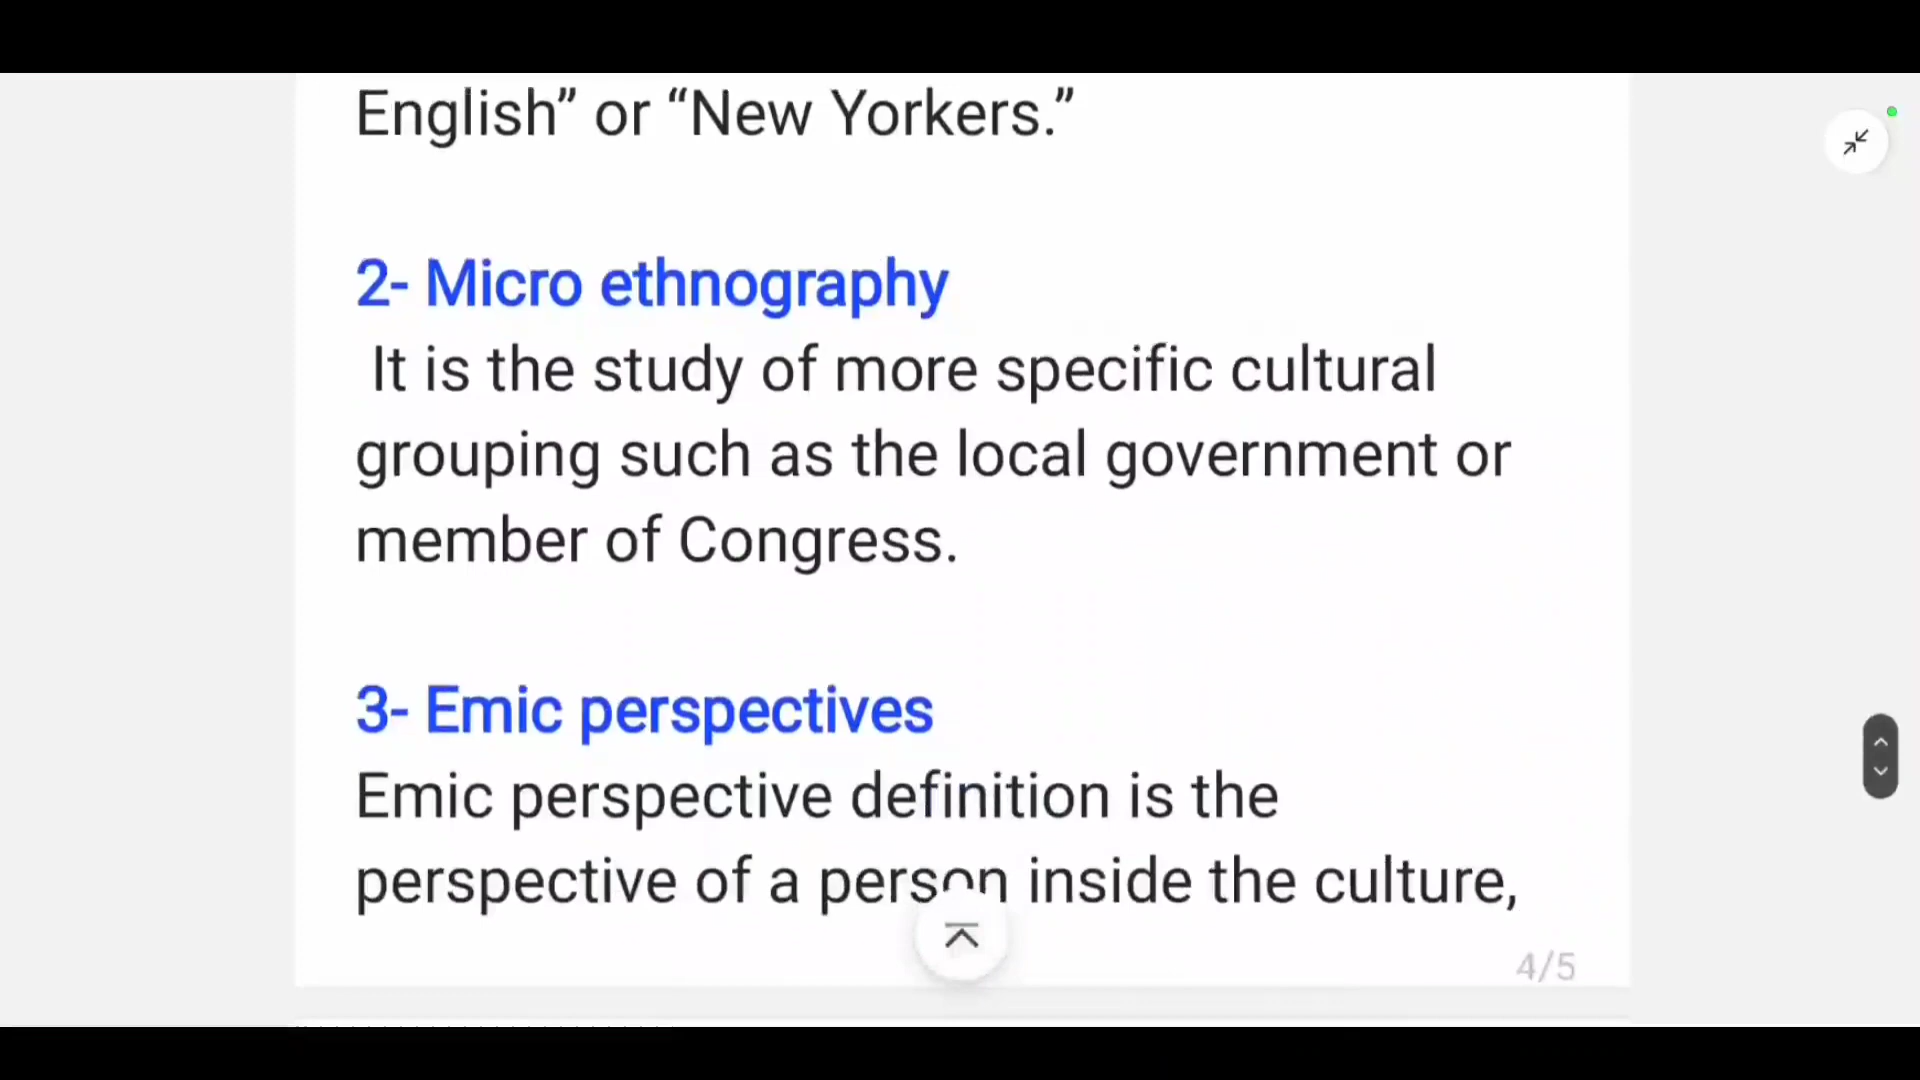 English” or “New Yorkers.”
2- Micro ethnography
It is the study of more specific cultural
grouping such as the local government or
member of Congress.
3- Emic perspectives
Emic perspective definition is the
perspective of a person inside the culture,
4/5